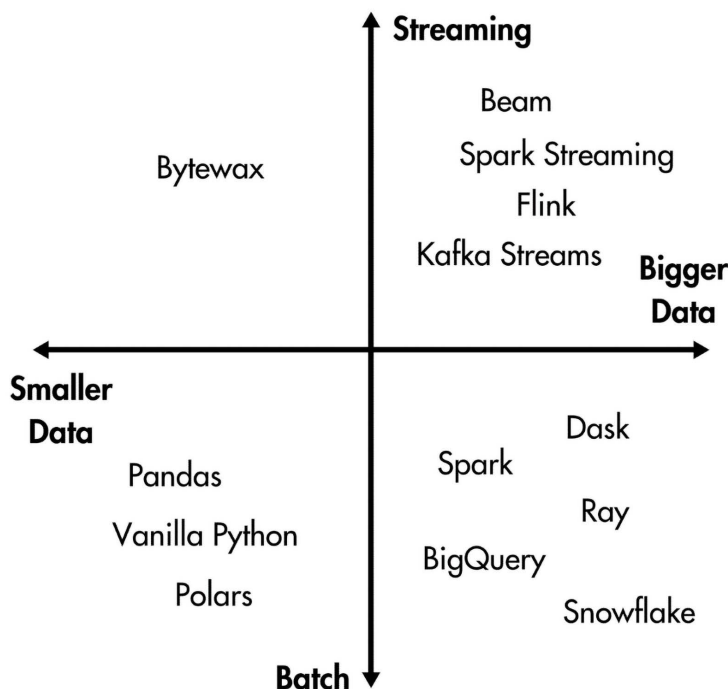 Streaming
Beam
Bytewax
Spark Streaming
Flink
Kafka Streams
Bigger
Data
Smaller
Data
Dask
Spark
Pandas
Ray
Vanilla Python
BigQuery
Polars
Snowflake
Batch